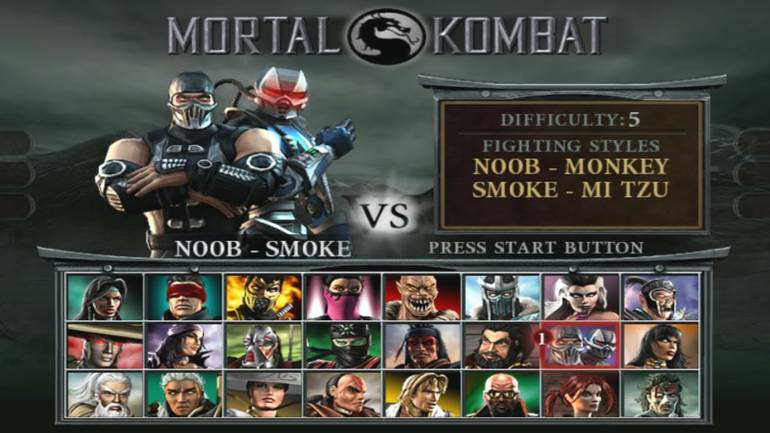 MORTAL KOMBAT
DIFFICULTY: 5
FIGHTING STYLES
NOOB - MONKEY
SMOKE - MI TZU
VS
NOOB - SMOKE
PRESS START BUTTON
1